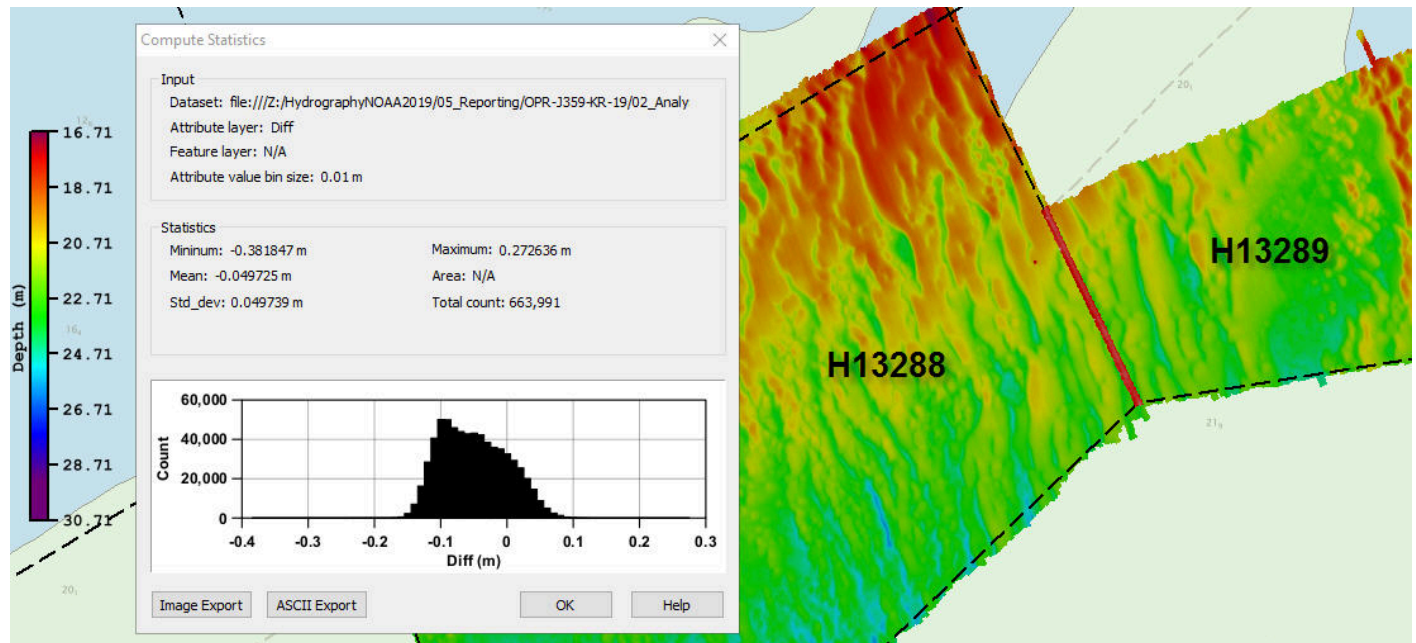 Compute Statistics
Input
Dataset: file:///Z:/HydrographyNOAA2019/05_Reporting/OPR-J359-KR-19/02_Analy
Attribute layer: Diff
Feature layer: N/A
Attribute value bin size: 0.01 m
Statistics
Mininum: -0.381847 m
Maximum: 0.272636 m
Mean: -0.049725 m
Area: N/A
Std_dev: 0.049739 m
Total count: 663,991
60,000
40,000
20,000
0
Count
-0.4 -0.3 -0.2 -0.1 0 0.1 0.2 0.3
Diff (m)
Image Export
ASCII Export
OK
Help
Depth (m)
16.71
18.71
20.71
22.71
24.71
26.71
28.71
30.71
H13288
H13289
20₁
20₁
21₉